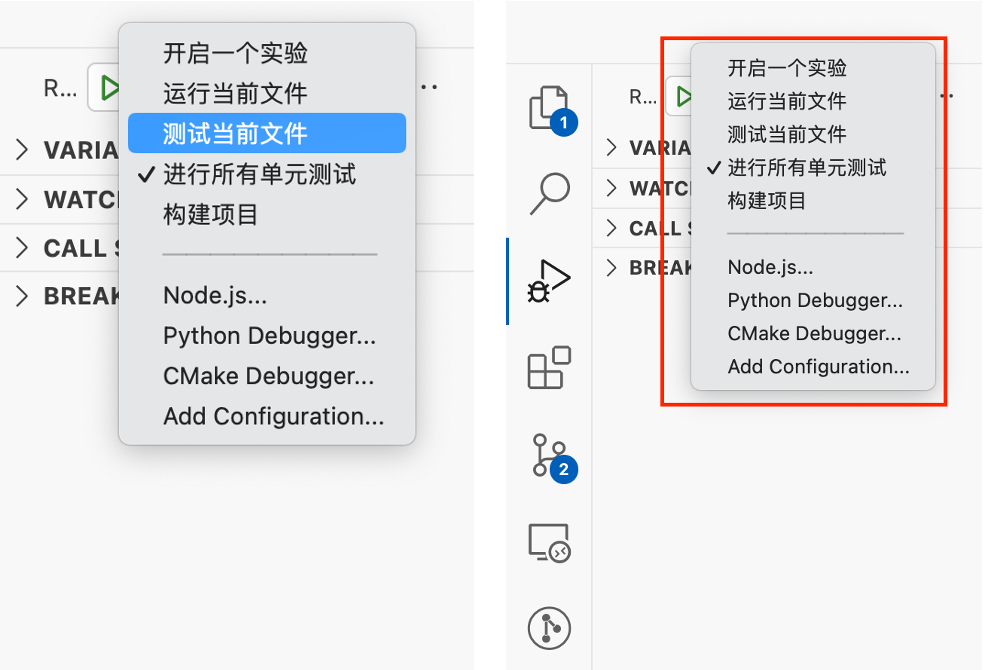 开启一个实验
运行当前文件
测试当前文件
进行所有单元测试
构建项目
Node.js...
Python Debugger...
CMake Debugger...
Add Configuration...
R...
VARIA
WATC
CALL S
BREAK
1
2
R...
VARIA
WATC
CALL S
BREAK
开启一个实验
运行当前文件
测试当前文件
进行所有单元测试
构建项目
Node.js...
Python Debugger...
CMake Debugger...
Add Configuration...